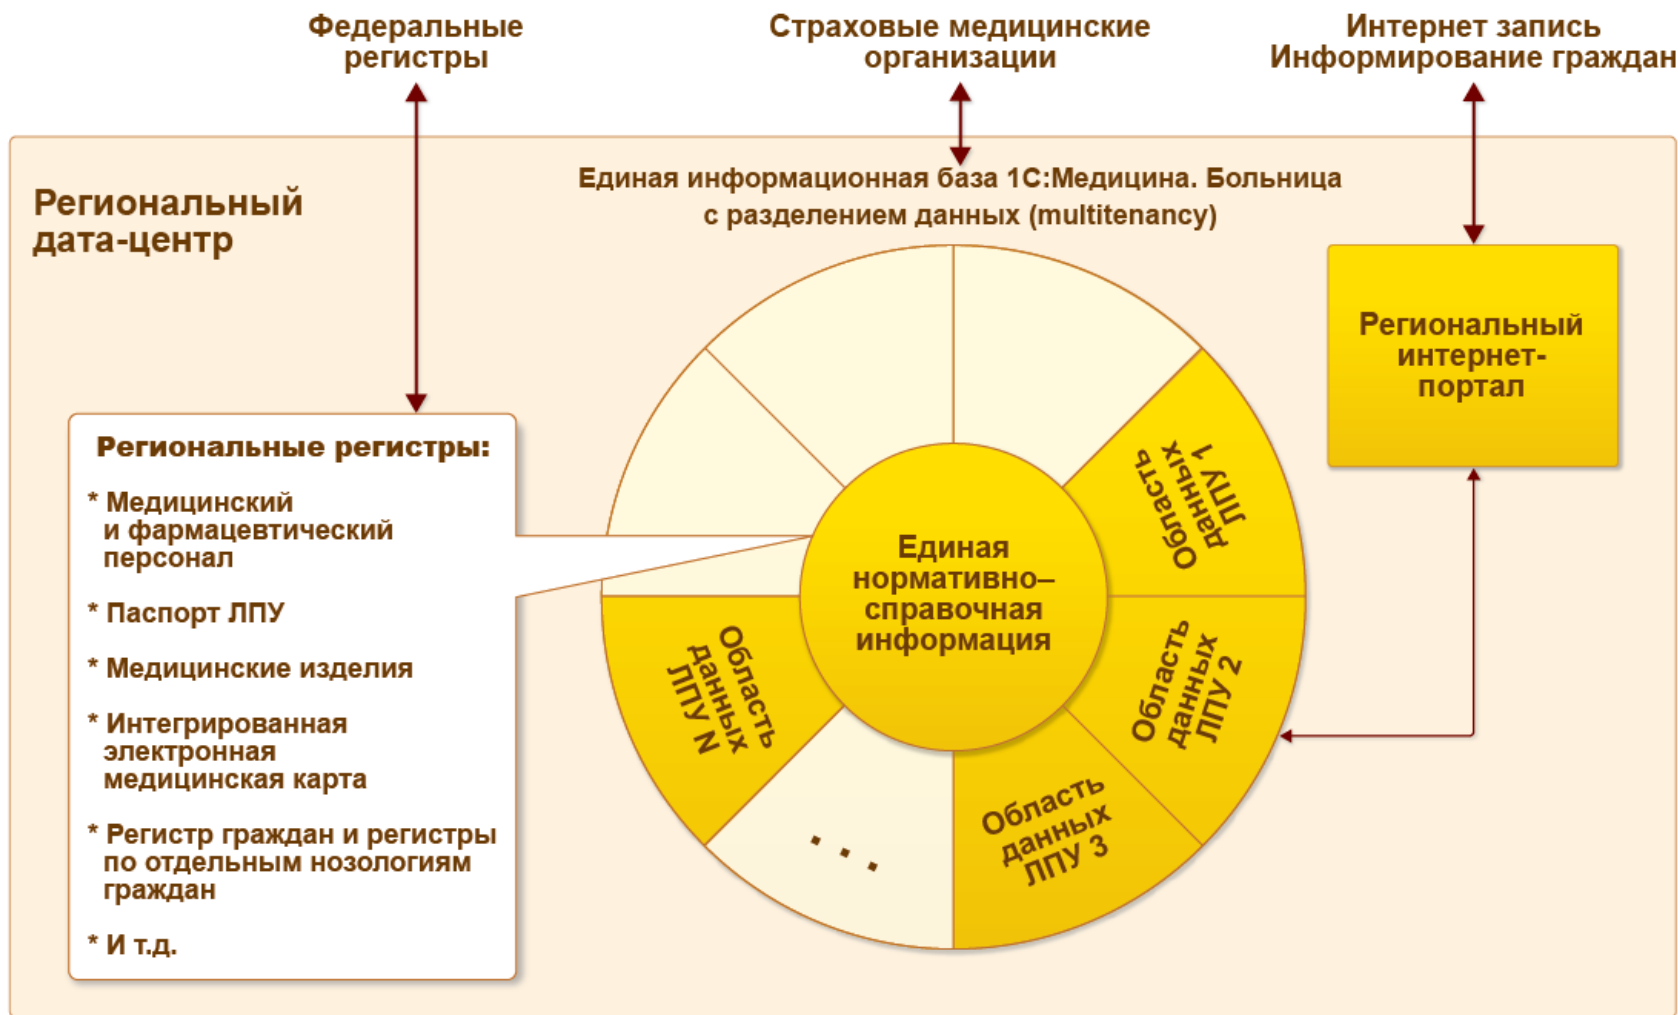 Федеральные
регистры
Страховые медицинские
организации
Интернет запись
Информирование граждан
Региональный
дата-центр
Единая информационная база 1С:Медицина. Больница
с разделением данных (multitenancy)
Региональный
интернет-
портал
Региональные регистры:
* Медицинский
и фармацевтический
персонал
* Паспорт ЛПУ
* Медицинские изделия
* Интегрированная
электронная
медицинская карта
* Регистр граждан и регистры
по отдельным нозологиям
граждан
* И т.д.
Единая
нормативно–
справочная
информация
Область
данных
ЛПУ 1
Область
данных
ЛПУ 2
Область
данных
ЛПУ 3
. . .
Область
данных
ЛПУ N